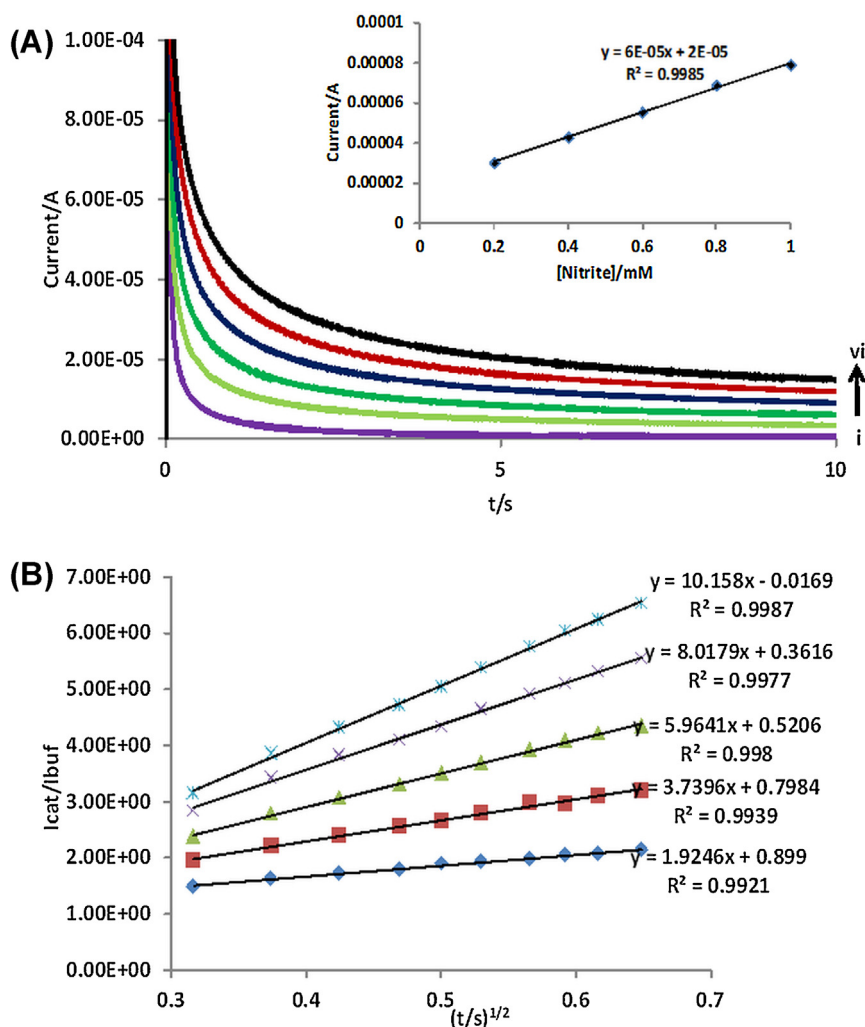 (A)
1.00E-04
8.00E-05
6.00E-05
4.00E-05
2.00E-05
0.00E+00
Current/A
0
5
10
t/s
vi
i
0.0001
0.00008
0.00006
0.00004
0.00002
0
Current/A
y = 6E-05x + 2E-05
R² = 0.9985
0
0.2
0.4
0.6
0.8
1
[Nitrite]/mM
(B)
7.00E+00
6.00E+00
5.00E+00
4.00E+00
3.00E+00
2.00E+00
1.00E+00
0.00E+00
Icat/Ibuf
y = 10.158x - 0.0169
R² = 0.9987
y = 8.0179x + 0.3616
R² = 0.9977
y = 5.9641x + 0.5206
R² = 0.998
y = 3.7396x + 0.7984
R² = 0.9939
y = 1.9246x + 0.899
R² = 0.9921
0.3
0.4
0.5
0.6
0.7
(t/s)¹/²